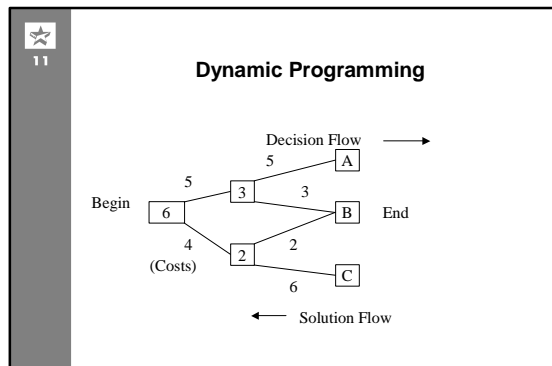 11
Dynamic Programming
Decision Flow
5
A
5
3
3
Begin
6
B
End
4
2
2
(Costs)
6
C
Solution Flow